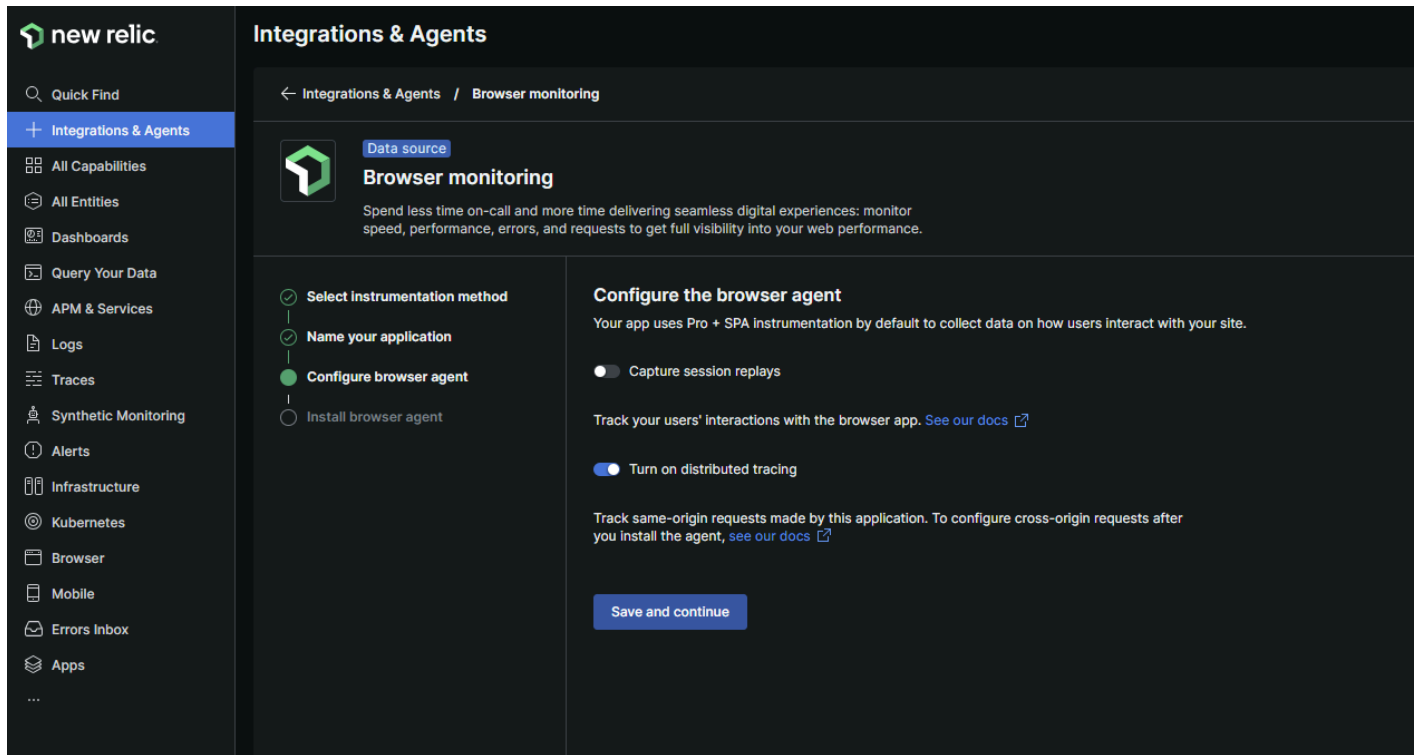 new relic.
Integrations & Agents
Quick Find
Integrations & Agents
All Capabilities
All Entities
Dashboards
Query Your Data
APM & Services
Logs
Traces
Synthetic Monitoring
Alerts
Infrastructure
Kubernetes
Browser
Mobile
Errors Inbox
Apps
...
Integrations & Agents / Browser monitoring
Data source
Browser monitoring
Spend less time on-call and more time delivering seamless digital experiences: monitor
speed, performance, errors, and requests to get full visibility into your web performance.
Select instrumentation method
Name your application
Configure browser agent
Install browser agent
Configure the browser agent
Your app uses Pro + SPA instrumentation by default to collect data on how users interact with your site.
Capture session replays
Track your users' interactions with the browser app. See our docs
Turn on distributed tracing
Track same-origin requests made by this application. To configure cross-origin requests after
you install the agent, see our docs
Save and continue